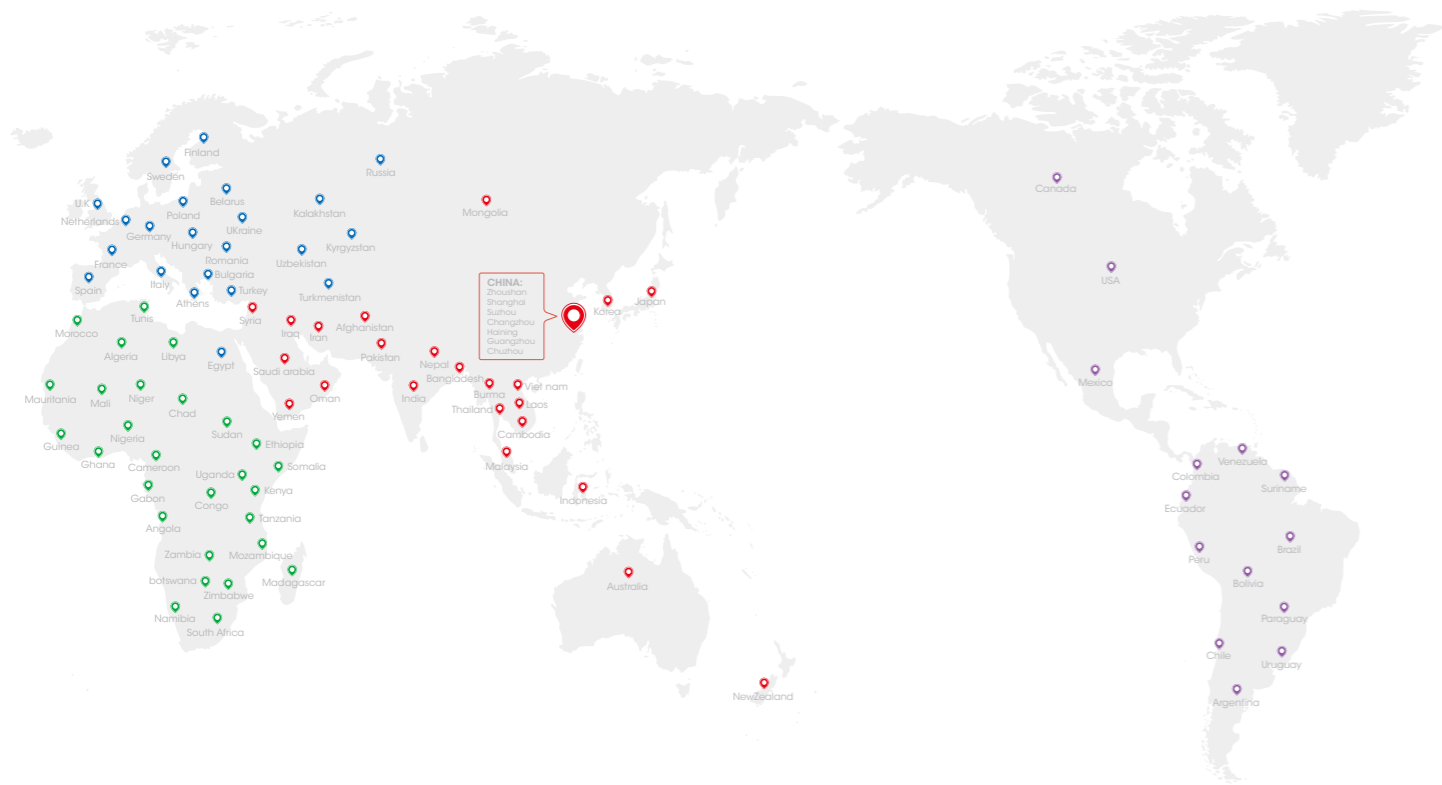 Finland
Sweden
Russia
Canada
U.K
Belarus
Poland
Kalakhstan
Mongolia
Netherlands
UKraine
Germany
Hungary
Kyrgyzstan
France
Romania
Uzbekistan
Italy
Bulgaria
USA
Spain
Athens
Turkey
Turkmenistan
CHINA:
Zhoushan
Shanghai
Suzhou
Changzhou
Haining
Guangzhou
Chuzhou
Korea
Japan
Tunis
Syria
Morocco
Iraq
Iran
Afghanistan
Algeria
Libya
Egypt
Pakistan
Saudi arabia
Nepal
Bangladesh
Mexico
Mauritania
Mali
Niger
Chad
Oman
India
Burma
Viet nam
Yemen
Thailand
Laos
Sudan
Guinea
Nigeria
Ethiopia
Cambodia
Ghana
Cameroon
Somalia
Malaysia
Venezuela
Uganda
Colombia
Suriname
Gabon
Congo
Kenya
Indonesia
Ecuador
Angola
Tanzania
Zambia
Mozambique
Peru
Brazil
botswana
Zimbabwe
Madagascar
Australia
Bolivia
Namibia
South Africa
Paraguay
Chile
Uruguay
NewZealand
Argentina